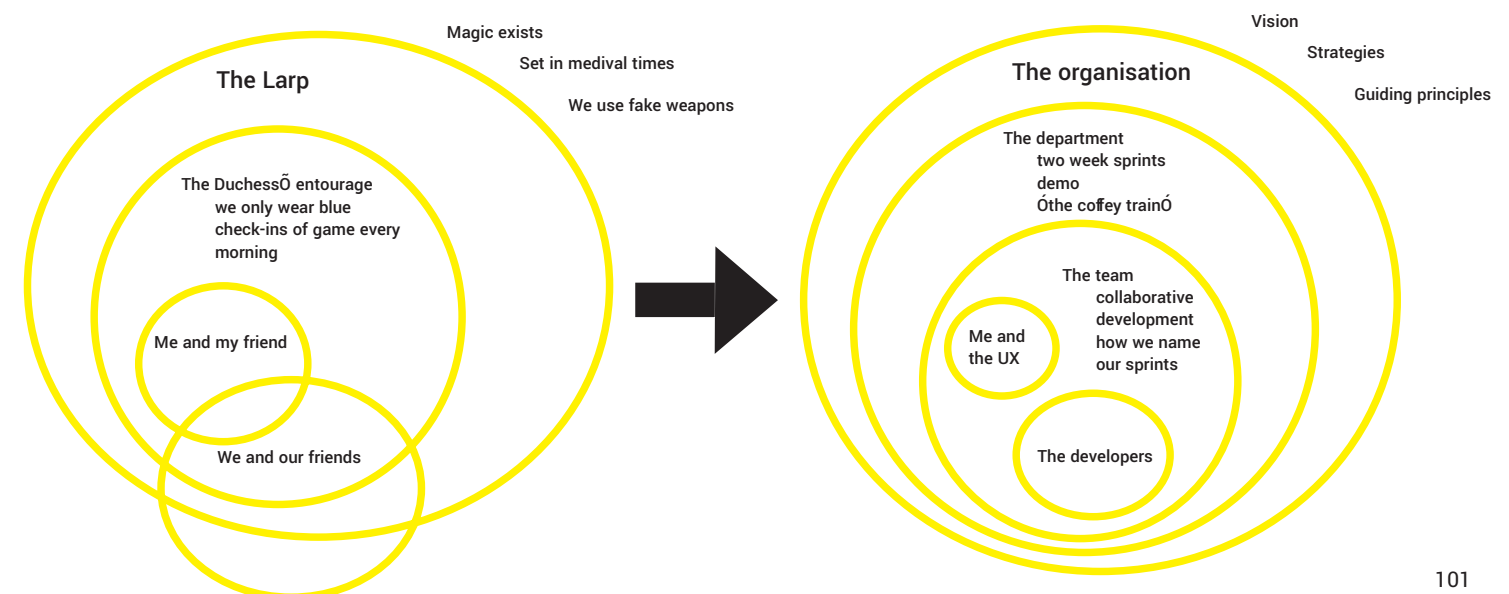 Magic exists
Set in medival times
We use fake weapons
The Larp
The DuchessÕ entourage
we only wear blue
check-ins of game every
morning
Me and my friend
We and our friends
Vision
Strategies
Guiding principles
The organisation
The department
two week sprints
demo
Óthe coffey trainÓ
The team
collaborative
development
how we name
our sprints
Me and
the UX
The developers
101